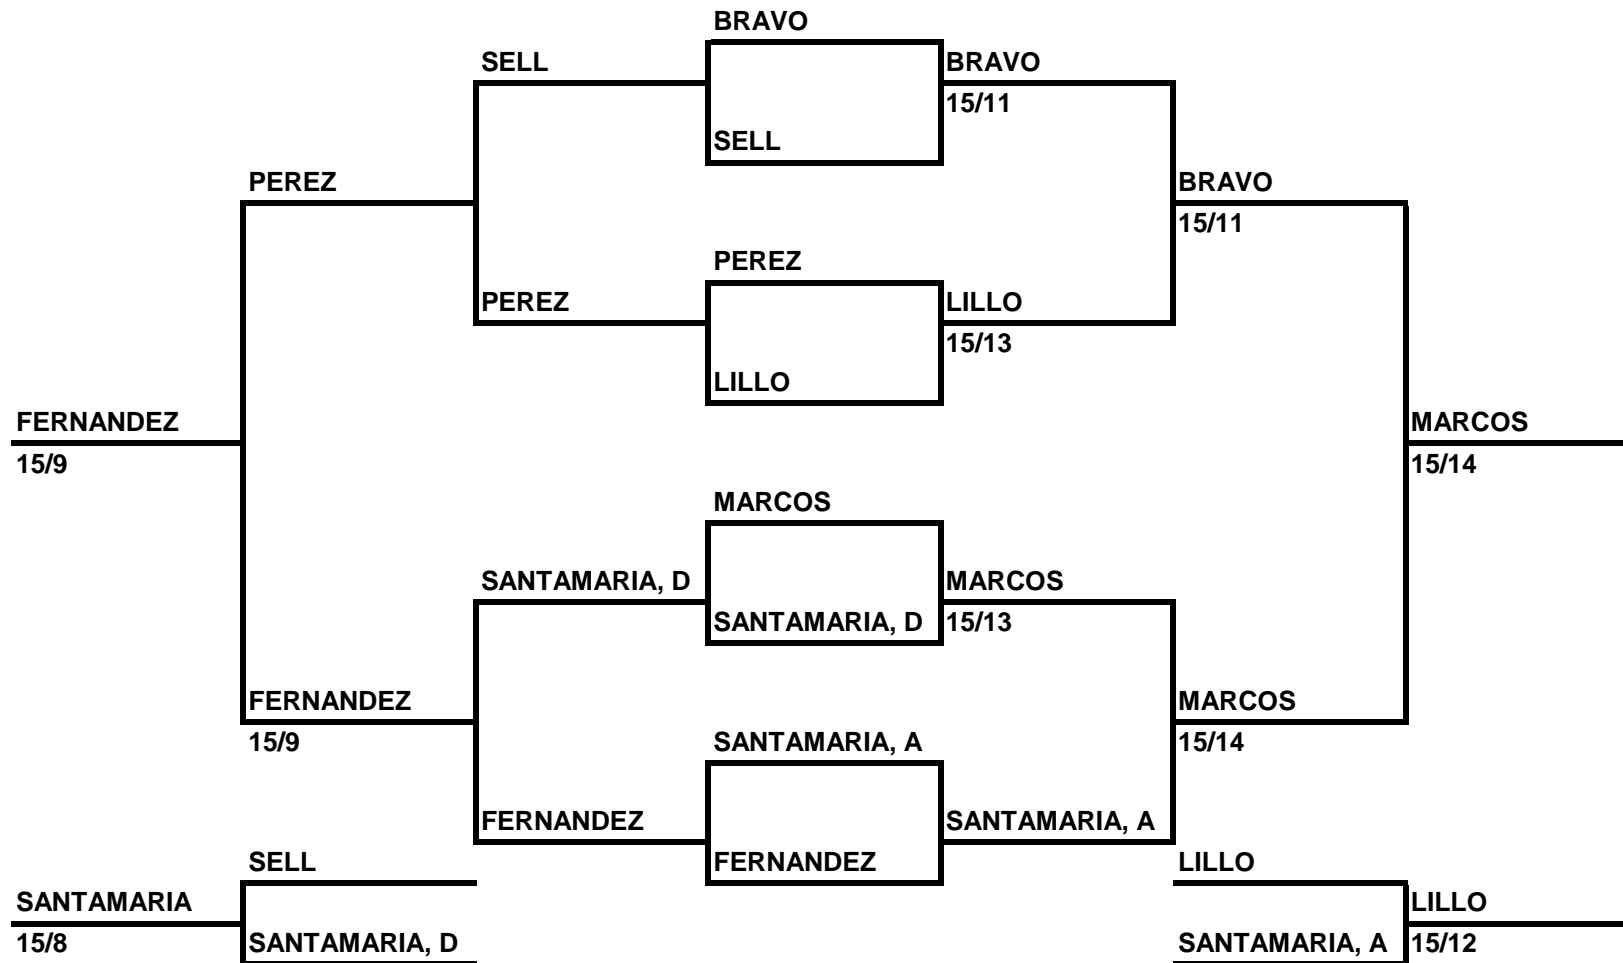 BRAVO
SELL
BRAVO
15/11
SELL
PEREZ
BRAVO
15/11
PEREZ
PEREZ
LILLO
15/13
LILLO
FERNANDEZ
15/9
MARCOS
15/14
MARCOS
SANTAMARIA, D
MARCOS
SANTAMARIA, D
15/13
FERNANDEZ
15/9
MARCOS
15/14
SANTAMARIA, A
FERNANDEZ
SANTAMARIA, A
FERNANDEZ
SELL
LILLO
SANTAMARIA
15/8
LILLO
15/12
SANTAMARIA, D
SANTAMARIA, A